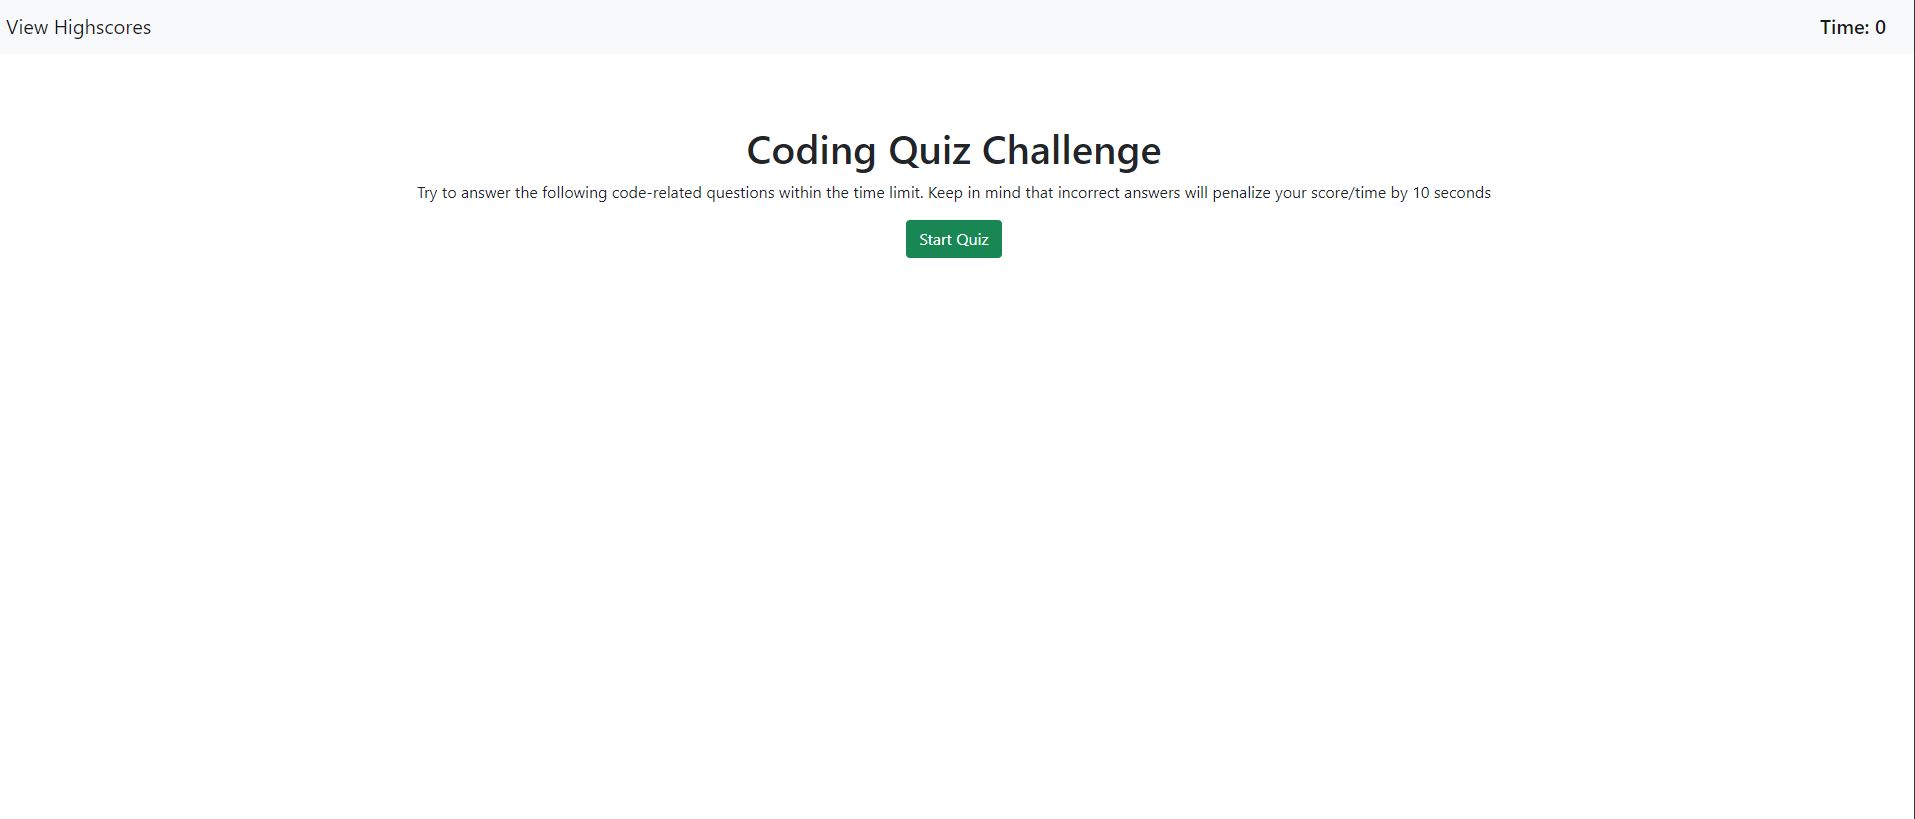 View Highscores
Time: 0
Coding Quiz Challenge
Try to answer the following code-related questions within the time limit. Keep in mind that incorrect answers will penalize your score/time by 10 seconds
Start Quiz